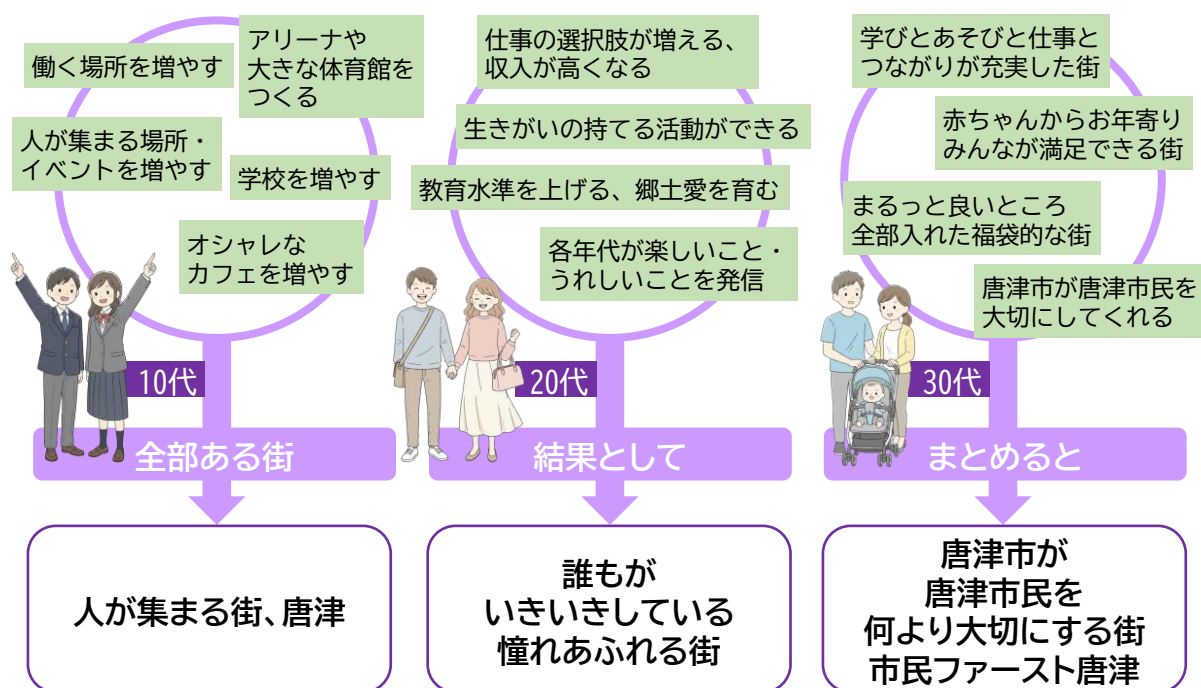 働く場所を増やす
アリーナや
大きな体育館を
つくる
人が集まる場所・
イベントを増やす
学校を増やす
オシャレな
カフェを増やす
10代
全部ある街
人が集まる街、唐津
仕事の選択肢が増える、
収入が高くなる
生きがいの持てる活動ができる
教育水準を上げる、郷土愛を育む
各年代が楽しいこと・
うれしいことを発信
20代
結果として
誰もが
いきいきしている
憧れあふれる街
学びとあそびと仕事と
つながりが充実した街
赤ちゃんからお年寄り
みんなが満足できる街
まるっと良いところ
全部入れた福袋的な街
唐津市が唐津市民を
大切にしてくれる
30代
まとめると
唐津市が
唐津市民を
何より大切にする街
市民ファースト唐津